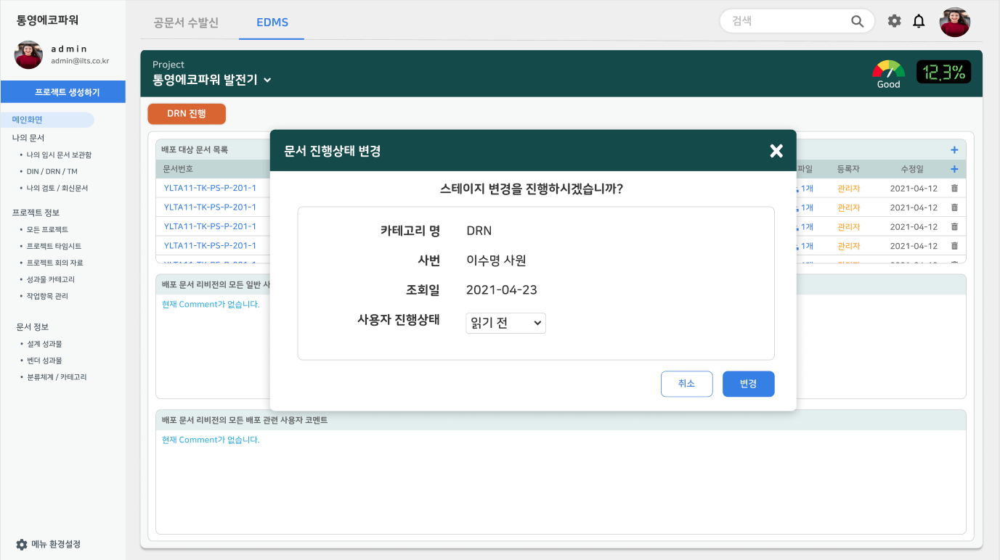 통영에코파워
admin
admin@ilts.co.kr
프로젝트 생성하기
메인화면
나의 문서
• 나의 임시 문서 보관함
• DIN / DRN / TM
• 나의 검토 / 회신문서
프로젝트 정보
• 모든 프로젝트
• 프로젝트 타임시트
• 프로젝트 회의 자료
• 성과물 카테고리
• 작업항목 관리
문서 정보
• 설계 성과물
• 벤더 성과물
• 분류체계 / 카테고리
메뉴 환경설정
공문서 수발신 EDMS 검색
Project
통영에코파워 발전기
Good 12.3%
DRN 진행
배포 대상 문서 목록 +
문서번호 파일 등록자 수정일 +
YLTA11-TK-PS-P-201-1 1개 관리자 2021-04-12
YLTA11-TK-PS-P-201-1 1개 관리자 2021-04-12
YLTA11-TK-PS-P-201-1 1개 관리자 2021-04-12
YLTA11-TK-PS-P-201-1 1개 관리자 2021-04-12
배포 문서 리비전의 모든 일반 사
현재 Comment가 없습니다.
배포 문서 리비전의 모든 배포 관련 사용자 코멘트
현재 Comment가 없습니다.
문서 진행상태 변경
스테이지 변경을 진행하시겠습니까?
카테고리 명 DRN
사번 이수명 사원
조회일 2021-04-23
사용자 진행상태 읽기 전
취소 변경